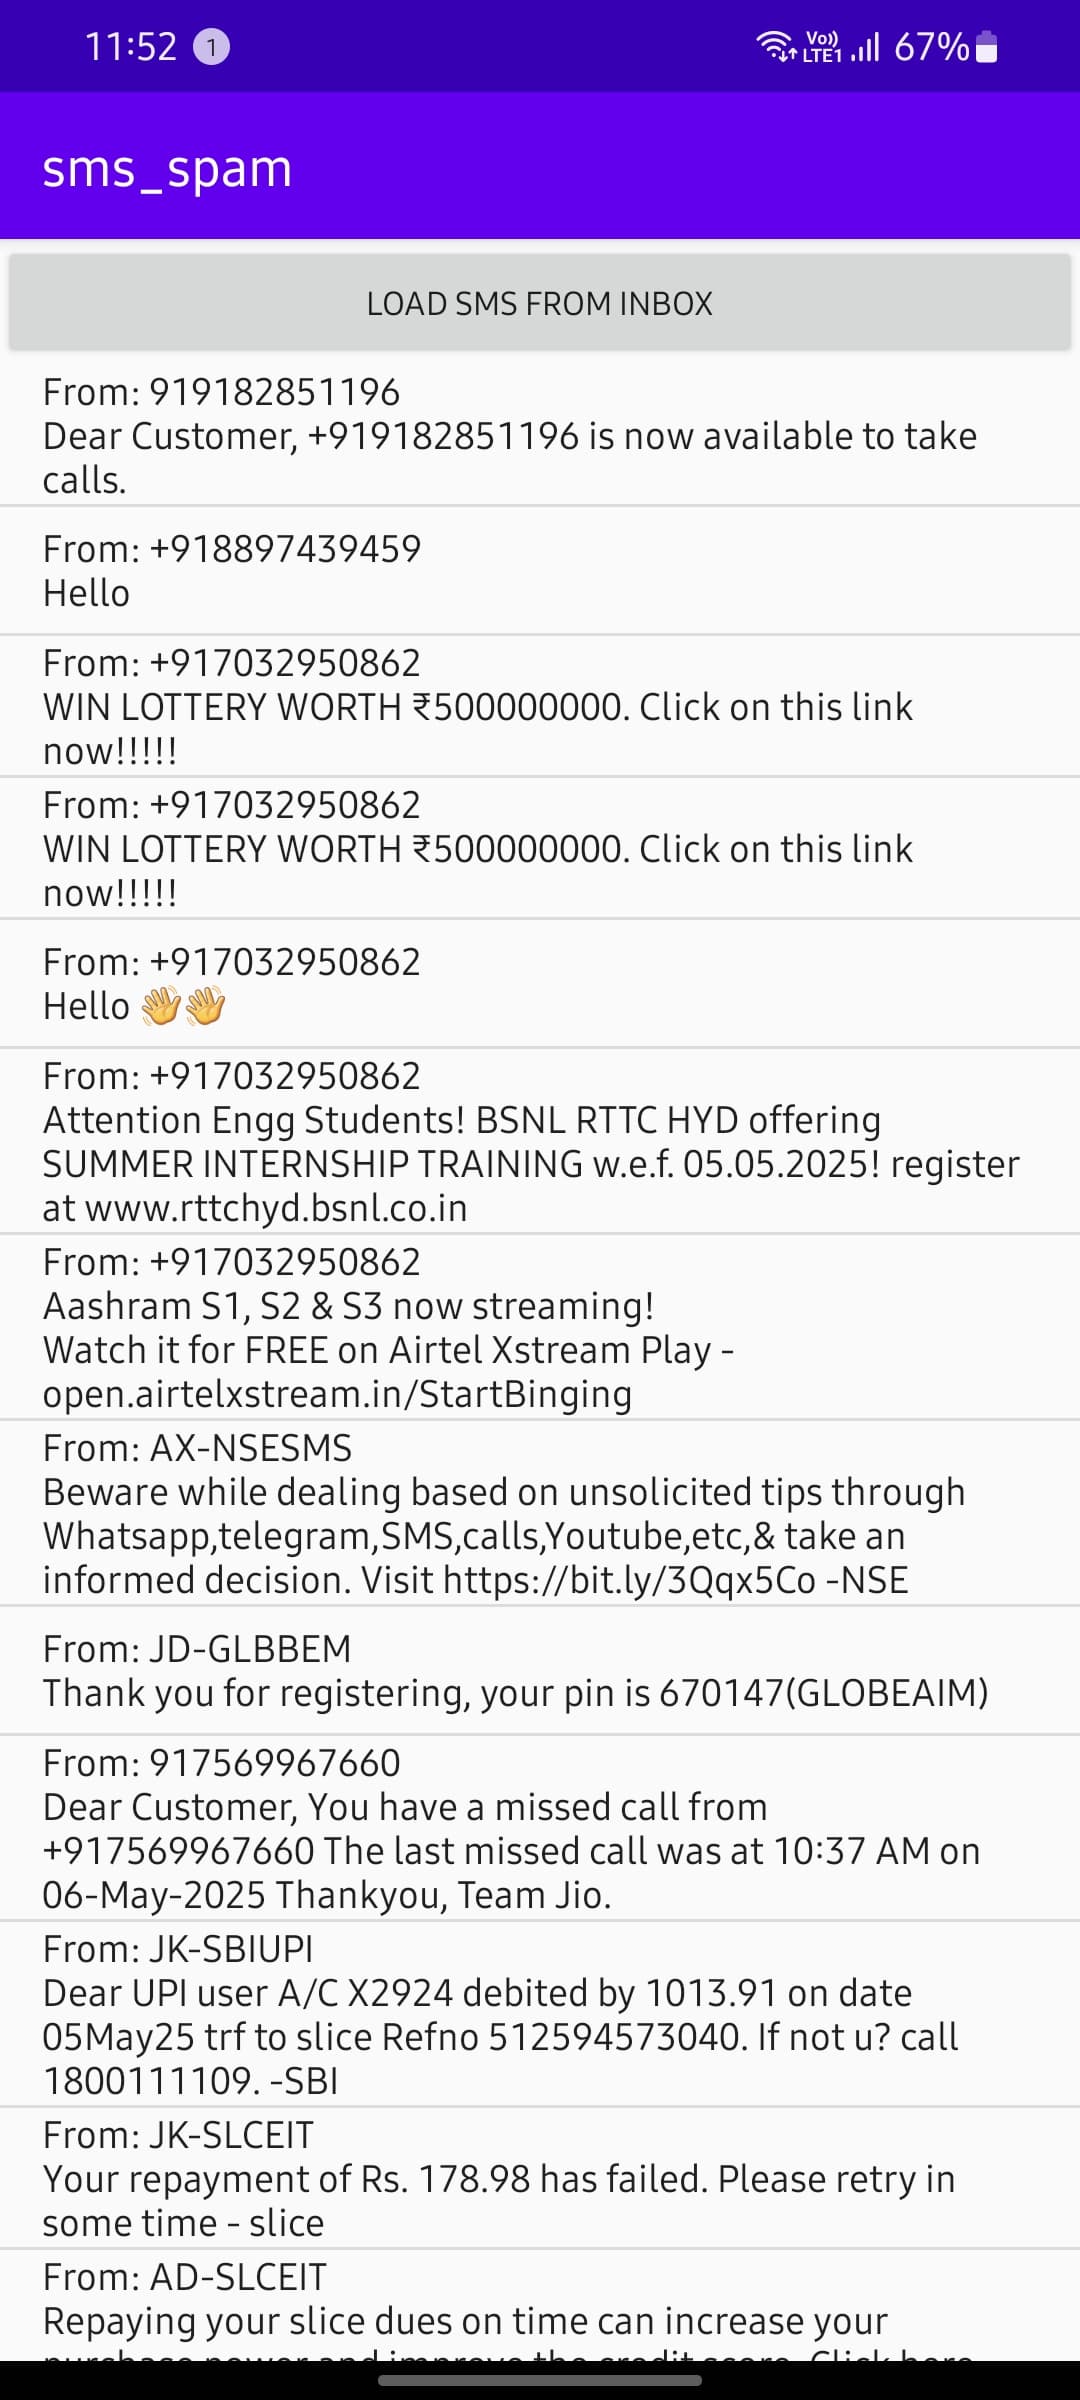 11:52 1 Vo)) LTE1 67%
sms_spam
LOAD SMS FROM INBOX
From: 919182851196
Dear Customer, +919182851196 is now available to take
calls.
From: +918897439459
Hello
From: +917032950862
WIN LOTTERY WORTH ₹500000000. Click on this link
now!!!!!
From: +917032950862
WIN LOTTERY WORTH ₹500000000. Click on this link
now!!!!!
From: +917032950862
Hello 👋👋
From: +917032950862
Attention Engg Students! BSNL RTTC HYD offering
SUMMER INTERNSHIP TRAINING w.e.f. 05.05.2025! register
at www.rttchyd.bsnl.co.in
From: +917032950862
Aashram S1, S2 & S3 now streaming!
Watch it for FREE on Airtel Xstream Play -
open.airtelxstream.in/StartBinging
From: AX-NSESMS
Beware while dealing based on unsolicited tips through
Whatsapp,telegram,SMS,calls,Youtube,etc,& take an
informed decision. Visit https://bit.ly/3Qqx5Co -NSE
From: JD-GLBBEM
Thank you for registering, your pin is 670147(GLOBEAIM)
From: 917569967660
Dear Customer, You have a missed call from
+917569967660 The last missed call was at 10:37 AM on
06-May-2025 Thankyou, Team Jio.
From: JK-SBIUPI
Dear UPI user A/C X2924 debited by 1013.91 on date
05May25 trf to slice Refno 512594573040. If not u? call
1800111109. -SBI
From: JK-SLCEIT
Your repayment of Rs. 178.98 has failed. Please retry in
some time - slice
From: AD-SLCEIT
Repaying your slice dues on time can increase your
purchase power and improve the credit score. Click here